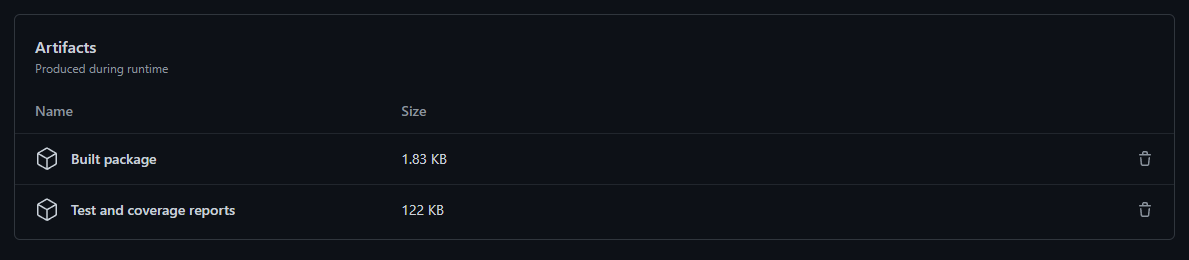 Artifacts
Produced during runtime
Name Size
Built package 1.83 KB
Test and coverage reports 122 KB